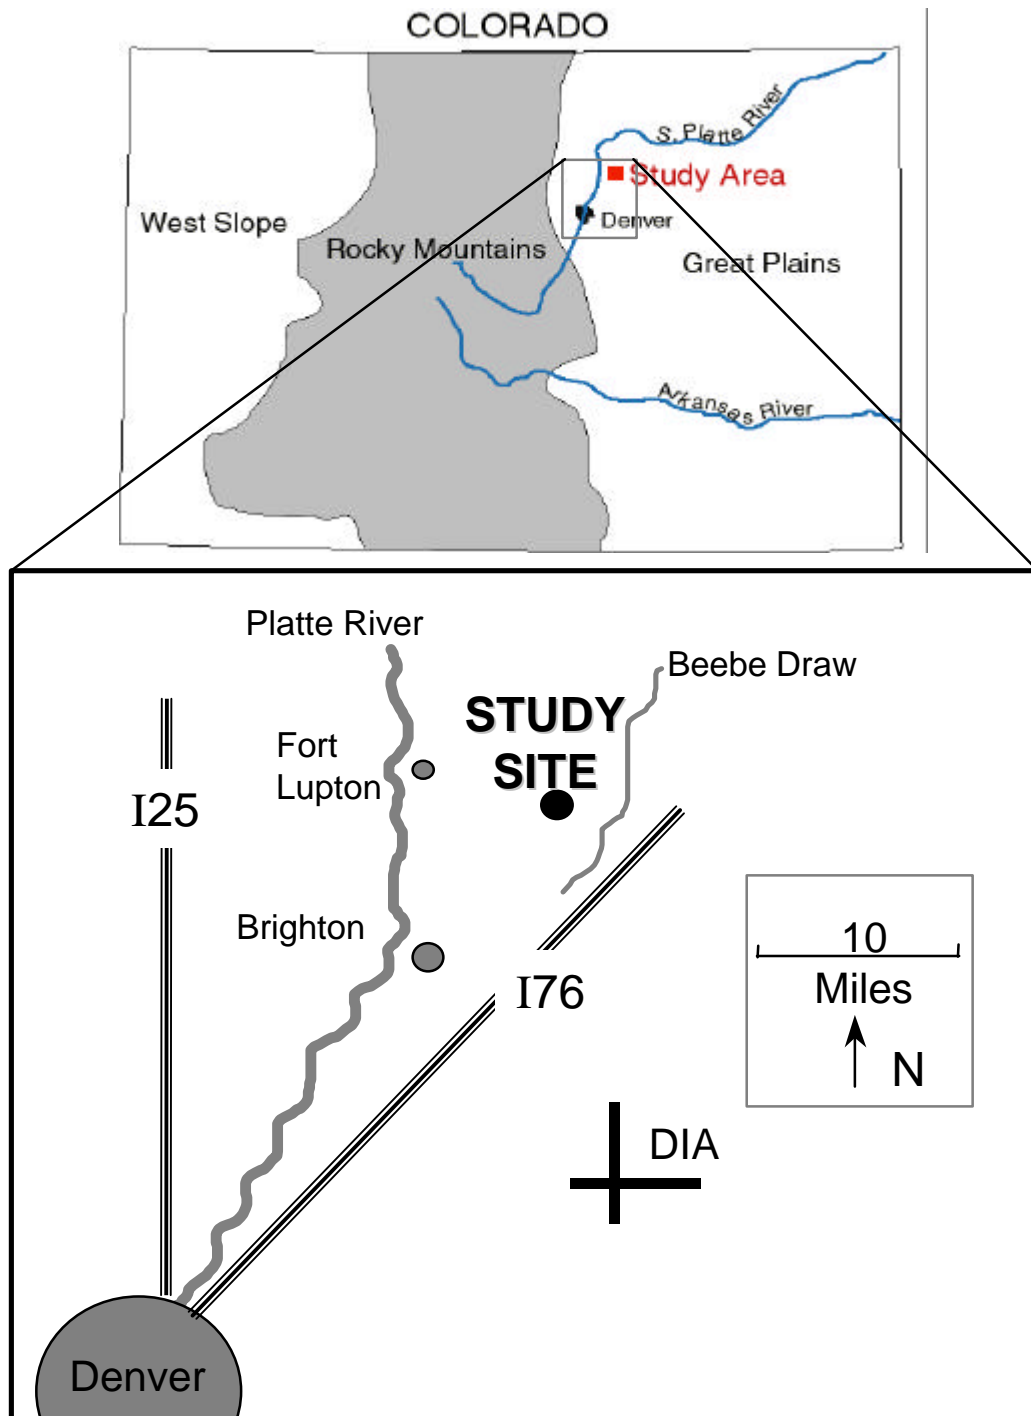 COLORADO
S. Platte River
Study Area
West Slope
Denver
Rocky Mountains
Great Plains
Arkansas River
Platte River
Beebe Draw
STUDY
SITE
Fort
Lupton
I25
Brighton
10
Miles
I76
N
DIA
Denver